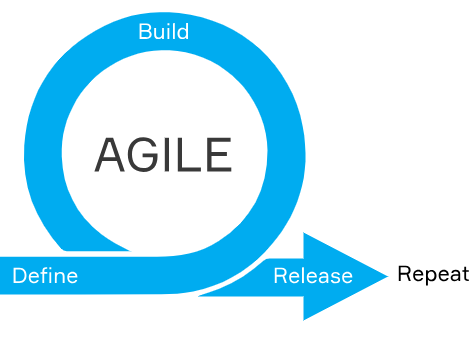 Build
AGILE
Define
Release
Repeat